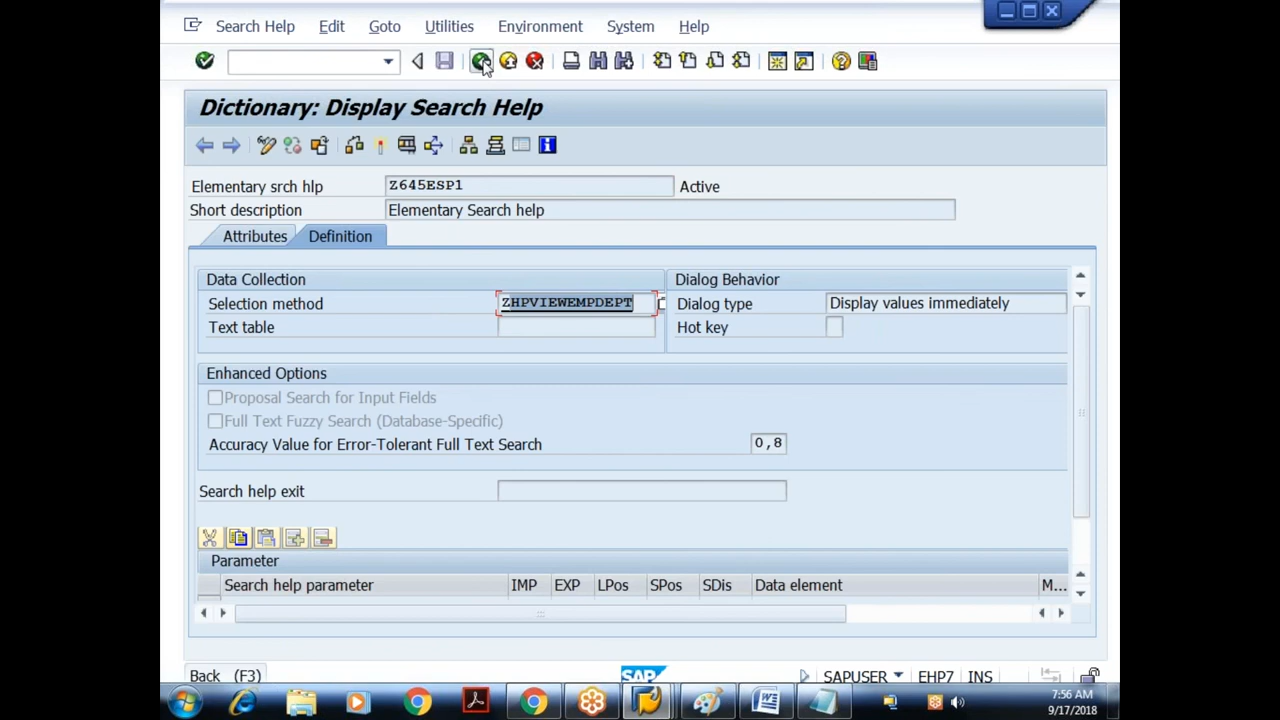 Search Help Edit Goto Utilities Environment System Help
Dictionary: Display Search Help
Elementary srch hlp Z645ESP1 Active
Short description Elementary Search help
Attributes Definition
Data Collection Dialog Behavior
Selection method ZHPVIEWEMPDEPT Dialog type Display values immediately
Text table Hot key
Enhanced Options
Proposal Search for Input Fields
Full Text Fuzzy Search (Database-Specific)
Accuracy Value for Error-Tolerant Full Text Search 0,8
Search help exit
Parameter
Search help parameter IMP EXP LPos SPos SDis Data element M...
Back (F3) SAP SAPUSER EHP7 INS
7:56 AM
9/17/2018